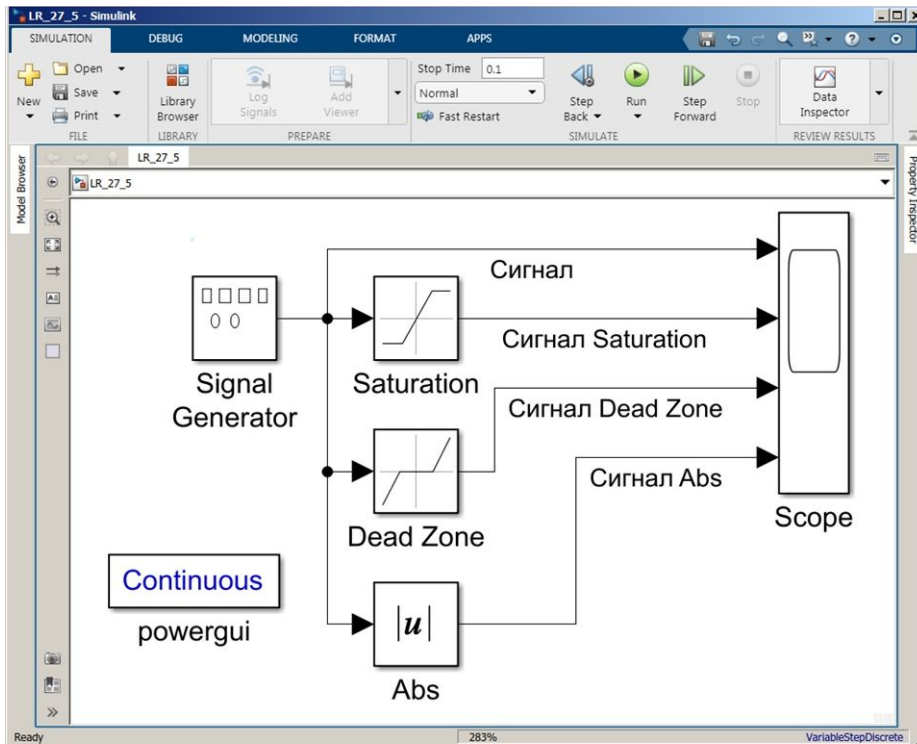 LR_27_5 - Simulink
SIMULATION DEBUG MODELING FORMAT APPS
New
Open
Save
Print
FILE
Library
Browser
LIBRARY
Log
Signals
Add
Viewer
PREPARE
Stop Time 0.1
Normal
Fast Restart
Step
Back
Run
Step
Forward
Stop
SIMULATE
Data
Inspector
REVIEW RESULTS
Model Browser
Property Inspector
LR_27_5
LR_27_5
Сигнал
Signal
Generator
Saturation
Сигнал Saturation
Сигнал Dead Zone
Dead Zone
Сигнал Abs
Scope
Continuous
powergui
|u|
Abs
Ready 283% VariableStepDiscrete